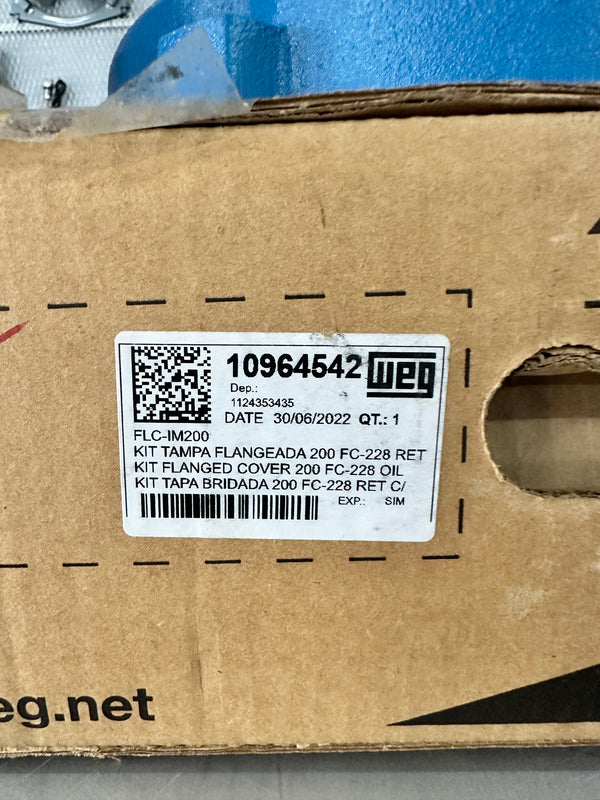 10964542 WEG
Dep.:
1124353435
DATE 30/06/2022 QT.: 1
FLC-IM200
KIT TAMPA FLANGEADA 200 FC-228 RET
KIT FLANGED COVER 200 FC-228 OIL
KIT TAPA BRIDADA 200 FC-228 RET C/
EXP.: SIM
eg.net